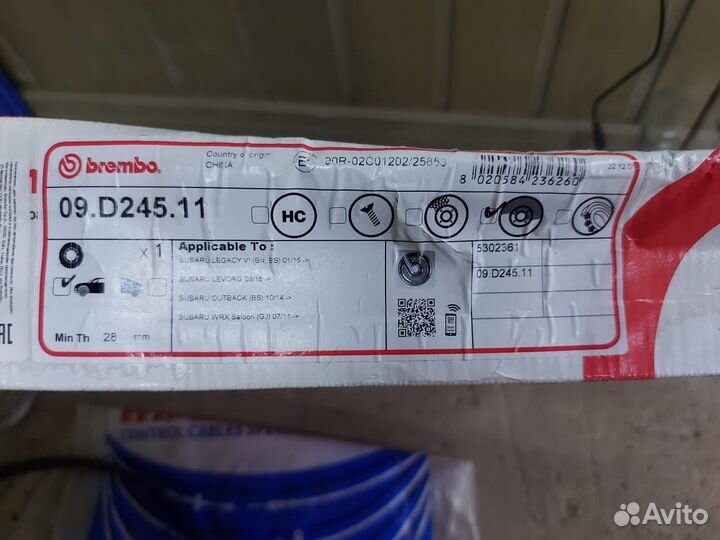 brembo
Country of origin
CHINA
90R-02C01202/25650
8 020584 236260
09.D245.11
HC
x 1
Applicable To :
SUBARU LEGACY VI (BN, BS) 01/15 ->
SUBARU LEVORG 03/15 ->
SUBARU OUTBACK (BS) 10/14 ->
SUBARU WRX Saloon (GJ) 07/11 ->
5302361
09.D245.11
H
Min Th 28 mm
CONTROL CABLES
Avito